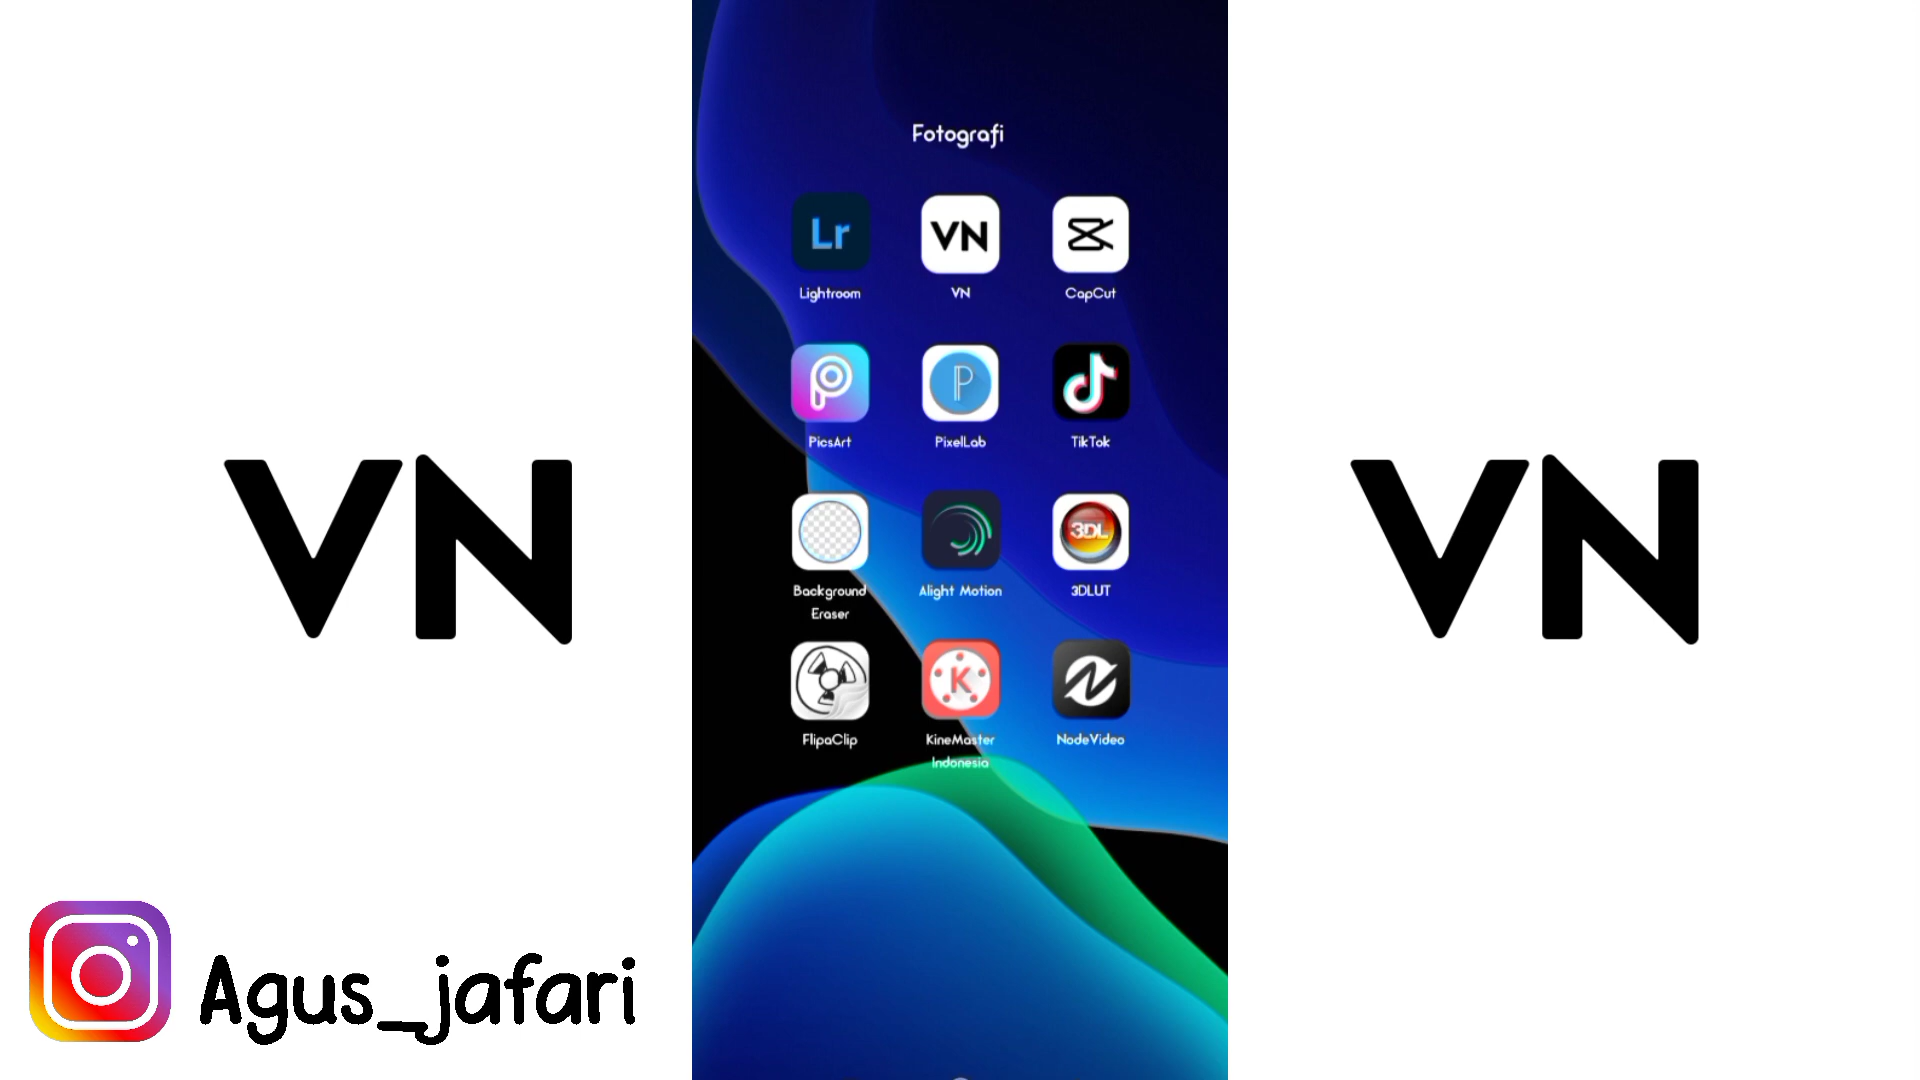 Fotografi
Lr
VN
Lightroom
VN
CapCut
P
PicsArt
PixelLab
TikTok
3DL
Background
Eraser
Alight Motion
3DLUT
K
FlipaClip
KineMaster
Indonesia
NodeVideo
VN
VN
Agus_jafari